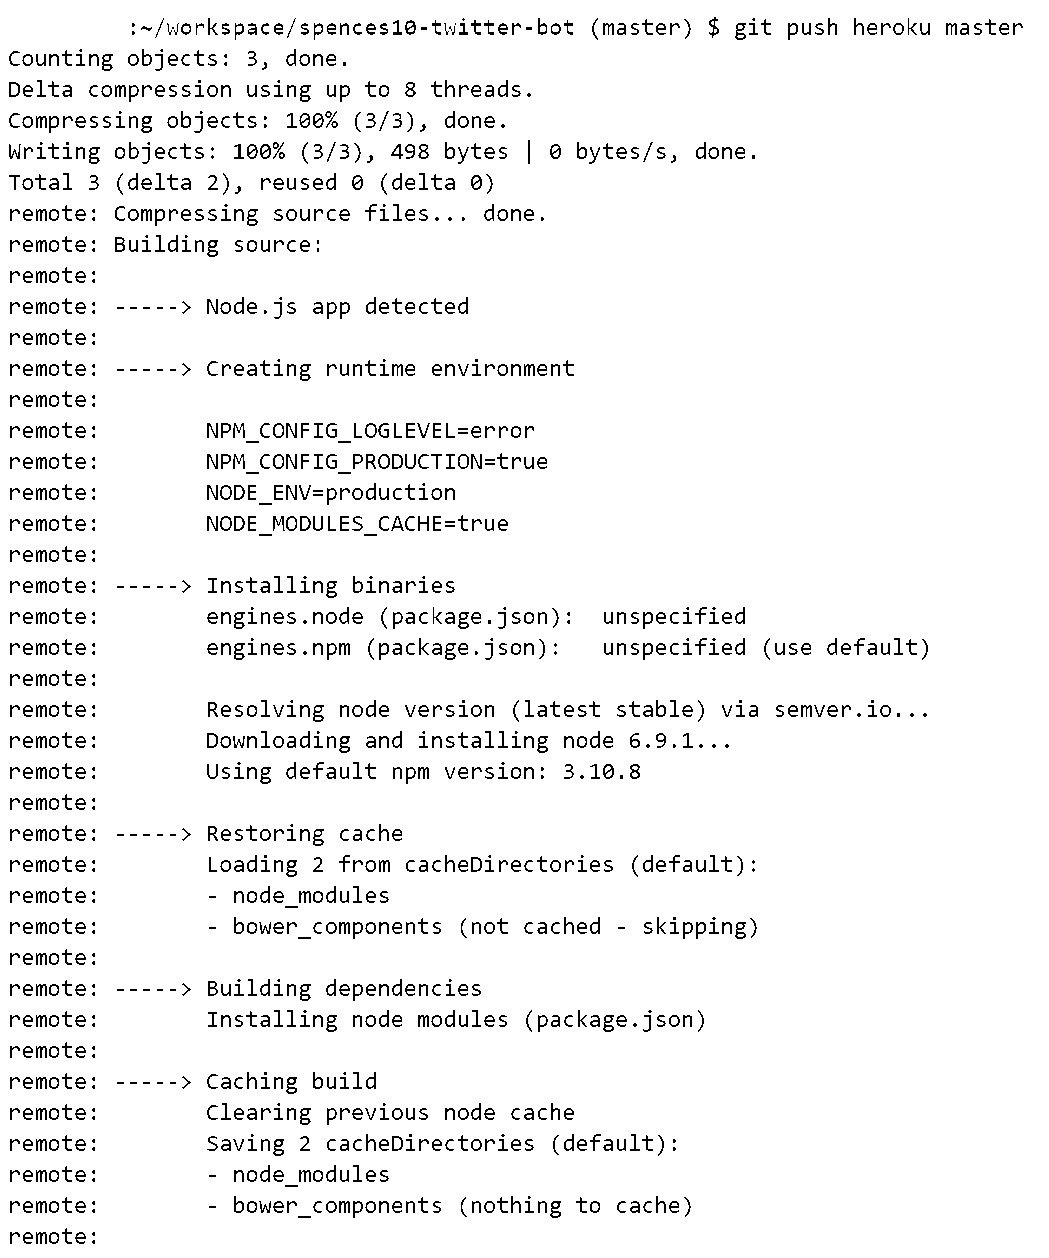 :~/workspace/spences10-twitter-bot (master) $ git push heroku master
Counting objects: 3, done.
Delta compression using up to 8 threads.
Compressing objects: 100% (3/3), done.
Writing objects: 100% (3/3), 498 bytes | 0 bytes/s, done.
Total 3 (delta 2), reused 0 (delta 0)
remote: Compressing source files... done.
remote: Building source:
remote:
remote: -----> Node.js app detected
remote:
remote: -----> Creating runtime environment
remote:
remote:        NPM_CONFIG_LOGLEVEL=error
remote:        NPM_CONFIG_PRODUCTION=true
remote:        NODE_ENV=production
remote:        NODE_MODULES_CACHE=true
remote:
remote: -----> Installing binaries
remote:        engines.node (package.json):  unspecified
remote:        engines.npm (package.json):   unspecified (use default)
remote:
remote:        Resolving node version (latest stable) via semver.io...
remote:        Downloading and installing node 6.9.1...
remote:        Using default npm version: 3.10.8
remote:
remote: -----> Restoring cache
remote:        Loading 2 from cacheDirectories (default):
remote:        - node_modules
remote:        - bower_components (not cached - skipping)
remote:
remote: -----> Building dependencies
remote:        Installing node modules (package.json)
remote:
remote: -----> Caching build
remote:        Clearing previous node cache
remote:        Saving 2 cacheDirectories (default):
remote:        - node_modules
remote:        - bower_components (nothing to cache)
remote: